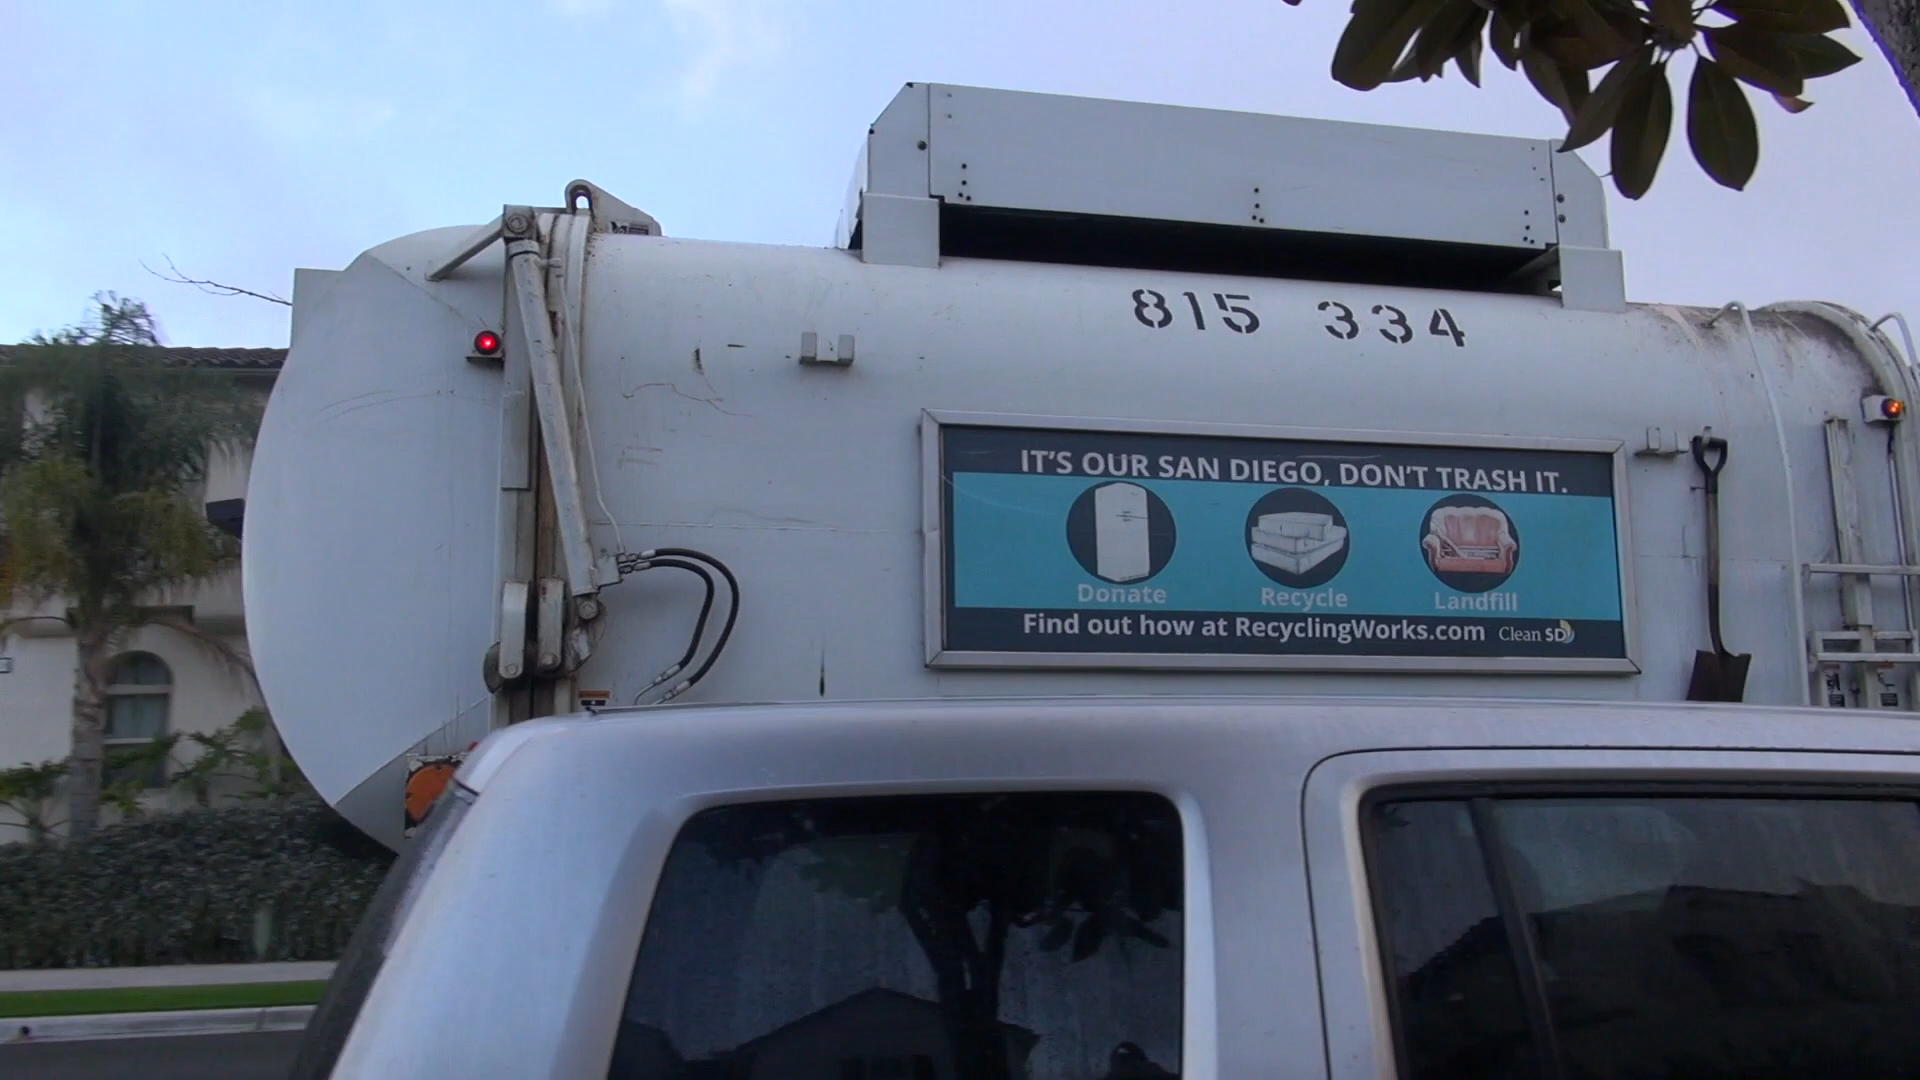 815 334
IT'S OUR SAN DIEGO, DON'T TRASH IT.
Donate Recycle Landfill
Find out how at RecyclingWorks.com Clean SD